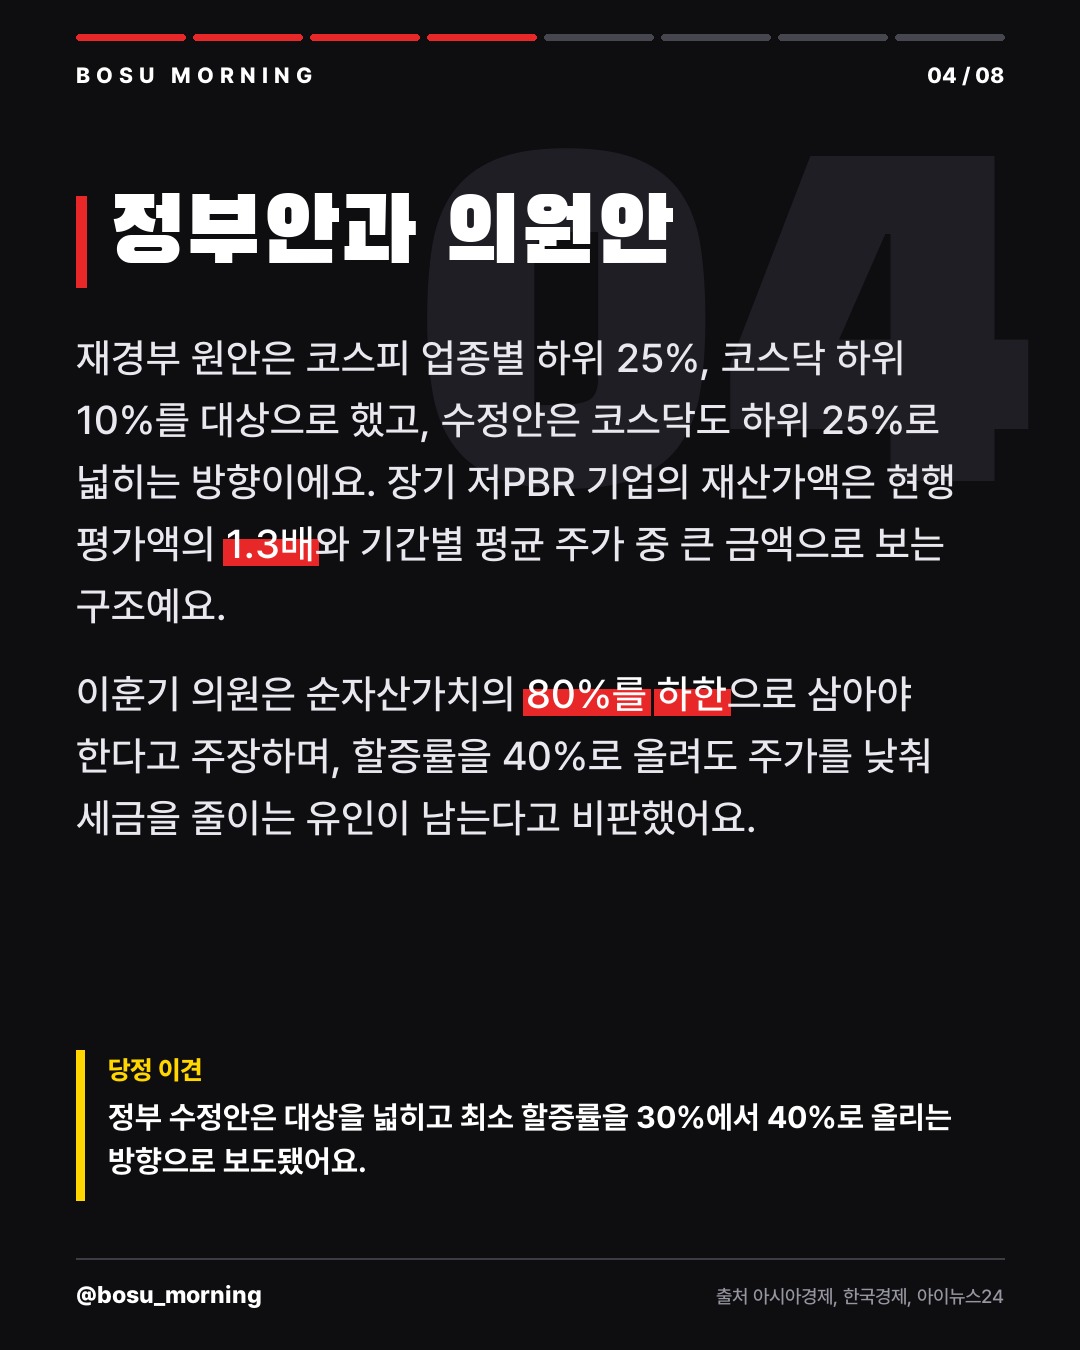 BOSU MORNING
04 / 08
04
정부안과 의원안
재경부 원안은 코스피 업종별 하위 25%, 코스닥 하위
10%를 대상으로 했고, 수정안은 코스닥도 하위 25%로
넓히는 방향이에요. 장기 저PBR 기업의 재산가액은 현행
평가액의 1.3배와 기간별 평균 주가 중 큰 금액으로 보는
구조예요.
이훈기 의원은 순자산가치의 80%를 하한으로 삼아야
한다고 주장하며, 할증률을 40%로 올려도 주가를 낮춰
세금을 줄이는 유인이 남는다고 비판했어요.
당정 이견
정부 수정안은 대상을 넓히고 최소 할증률을 30%에서 40%로 올리는
방향으로 보도됐어요.
@bosu_morning
출처 아시아경제, 한국경제, 아이뉴스24